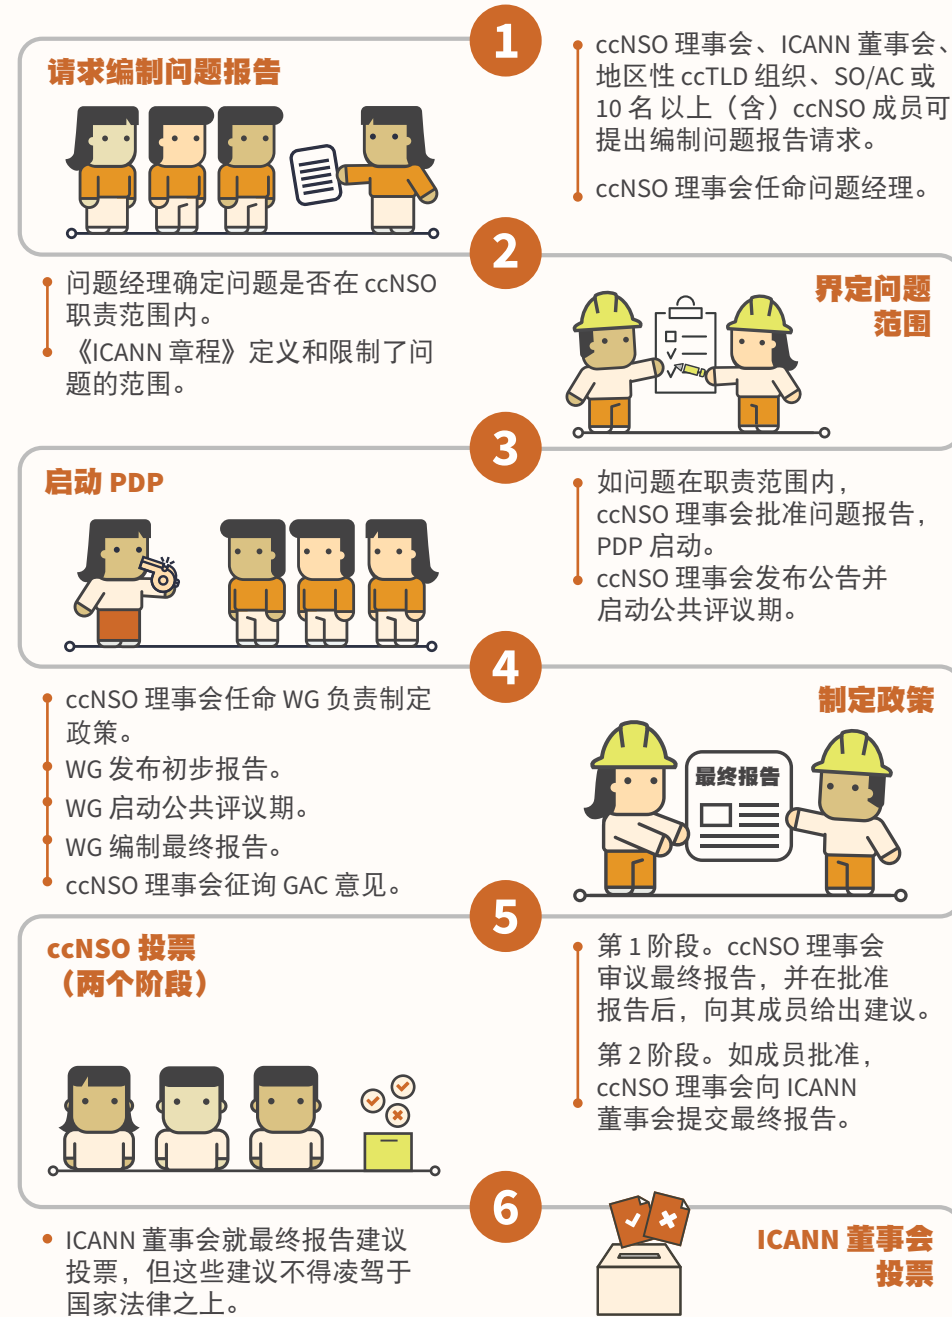 1
请求编制问题报告
ccNSO 理事会、ICANN 董事会、
地区性 ccTLD 组织、SO/AC 或
10 名 以上（含）ccNSO 成员可
提出编制问题报告请求。
ccNSO 理事会任命问题经理。
2
界定问题
范围
问题经理确定问题是否在 ccNSO
职责范围内。
《ICANN 章程》定义和限制了问
题的范围。
3
启动 PDP
如问题在职责范围内，
ccNSO 理事会批准问题报告，
PDP 启动。
ccNSO 理事会发布公告并
启动公共评议期。
4
制定政策
最终报告
ccNSO 理事会任命 WG 负责制定
政策。
WG 发布初步报告。
WG 启动公共评议期。
WG 编制最终报告。
ccNSO 理事会征询 GAC 意见。
5
ccNSO 投票
（两个阶段）
第 1 阶段。ccNSO 理事会
审议最终报告，并在批准
报告后，向其成员给出建议。
第 2 阶段。如成员批准，
ccNSO 理事会向 ICANN
董事会提交最终报告。
6
ICANN 董事会
投票
ICANN 董事会就最终报告建议
投票，但这些建议不得凌驾于
国家法律之上。